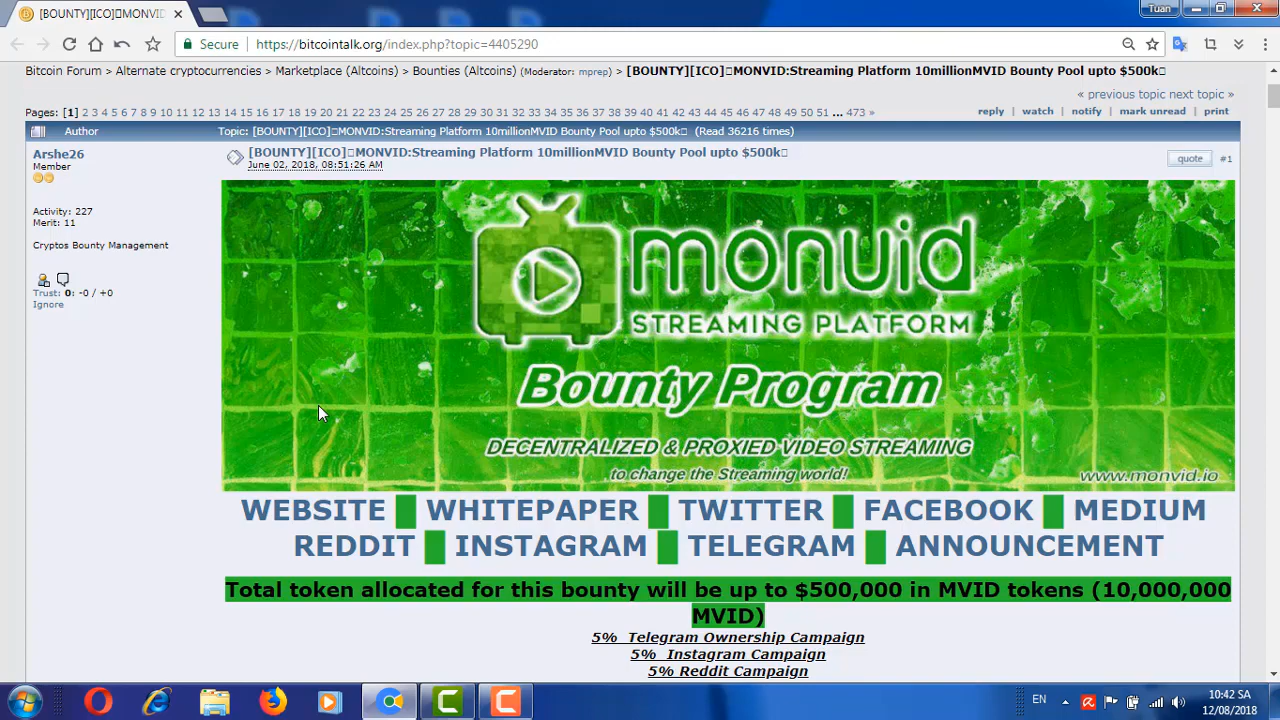 [BOUNTY][ICO]▯MONVID
Tuan
Secure
https://bitcointalk.org/index.php?topic=4405290
Bitcoin Forum > Alternate cryptocurrencies > Marketplace (Altcoins) > Bounties (Altcoins) (Moderator: mprep) > [BOUNTY][ICO]▯MONVID:Streaming Platform 10millionMVID Bounty Pool upto $500k▯
« previous topic next topic »
Pages: [1] 2 3 4 5 6 7 8 9 10 11 12 13 14 15 16 17 18 19 20 21 22 23 24 25 26 27 28 29 30 31 32 33 34 35 36 37 38 39 40 41 42 43 44 45 46 47 48 49 50 51 ... 473 »
reply | watch | notify | mark unread | print
Author
Topic: [BOUNTY][ICO]▯MONVID:Streaming Platform 10millionMVID Bounty Pool upto $500k▯ (Read 36216 times)
Arshe26
Member
Activity: 227
Merit: 11
Cryptos Bounty Management
Trust: 0: -0 / +0
Ignore
[BOUNTY][ICO]▯MONVID:Streaming Platform 10millionMVID Bounty Pool upto $500k▯
June 02, 2018, 08:51:26 AM
quote #1
monvid
STREAMING PLATFORM
Bounty Program
DECENTRALIZED & PROXIED VIDEO STREAMING
to change the Streaming world!
www.monvid.io
WEBSITE █ WHITEPAPER █ TWITTER █ FACEBOOK █ MEDIUM
REDDIT █ INSTAGRAM █ TELEGRAM █ ANNOUNCEMENT
Total token allocated for this bounty will be up to $500,000 in MVID tokens (10,000,000
MVID)
5% Telegram Ownership Campaign
5% Instagram Campaign
5% Reddit Campaign
EN
10:42 SA
12/08/2018